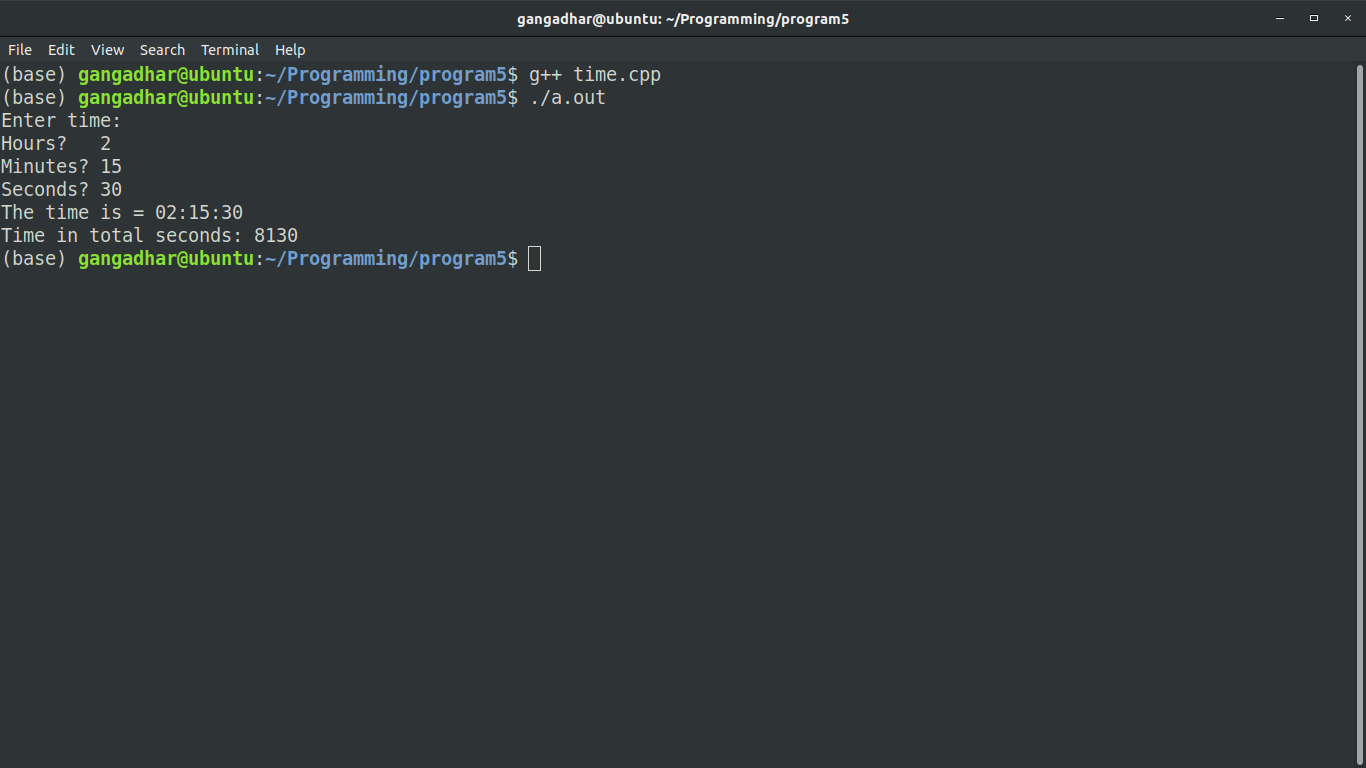 gangadhar@ubuntu: ~/Programming/program5
File Edit View Search Terminal Help
(base) gangadhar@ubuntu:~/Programming/program5$ g++ time.cpp
(base) gangadhar@ubuntu:~/Programming/program5$ ./a.out
Enter time:
Hours?   2
Minutes? 15
Seconds? 30
The time is = 02:15:30
Time in total seconds: 8130
(base) gangadhar@ubuntu:~/Programming/program5$